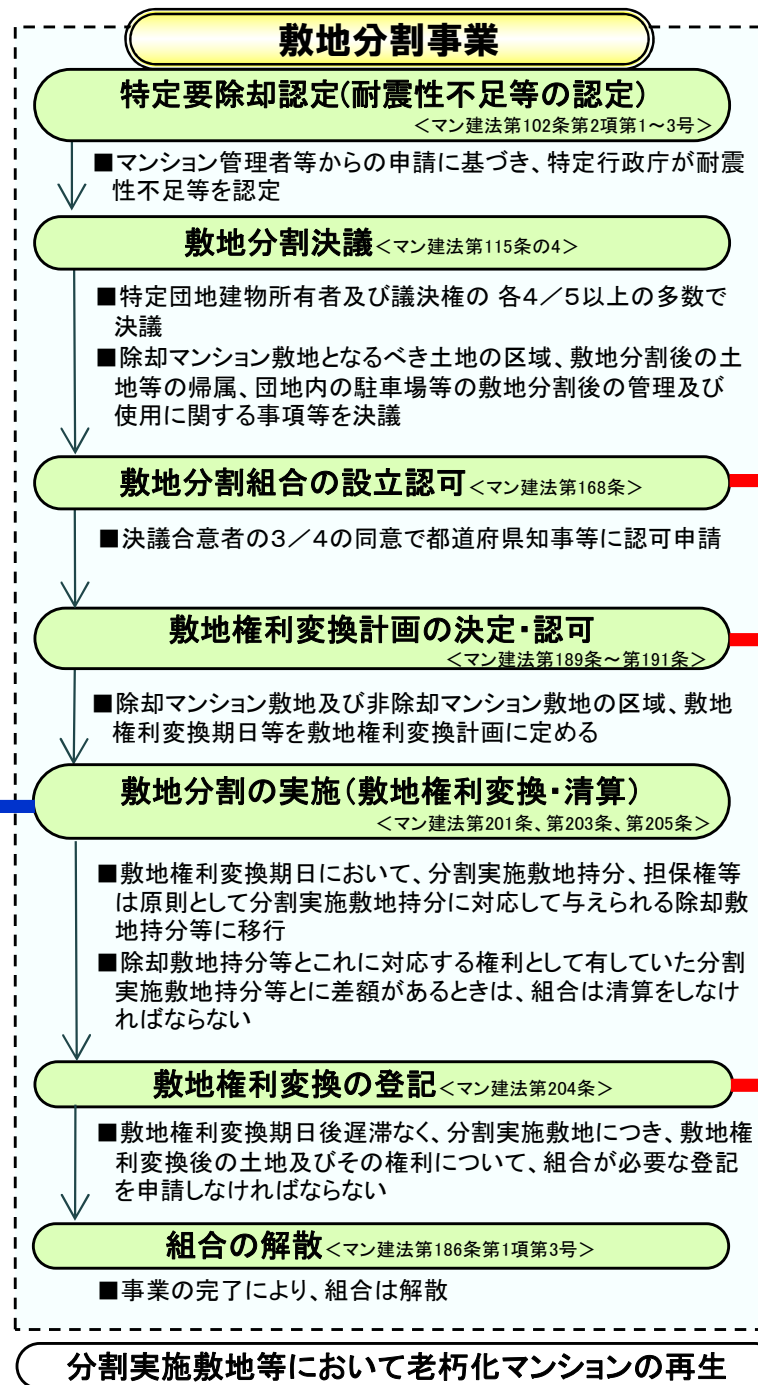 敷地分割事業
特定要除却認定(耐震性不足等の認定)
<マン建法第102条第2項第1~3号>
■マンション管理者等からの申請に基づき、特定行政庁が耐震
性不足等を認定
敷地分割決議<マン建法第115条の4>
■特定団地建物所有者及び議決権の 各4/5以上の多数で
決議
■除却マンション敷地となるべき土地の区域、敷地分割後の土
地等の帰属、団地内の駐車場等の敷地分割後の管理及び
使用に関する事項等を決議
敷地分割組合の設立認可<マン建法第168条>
■決議合意者の3/4の同意で都道府県知事等に認可申請
敷地権利変換計画の決定・認可
<マン建法第189条~第191条>
■除却マンション敷地及び非除却マンション敷地の区域、敷地
権利変換期日等を敷地権利変換計画に定める
敷地分割の実施(敷地権利変換・清算)
<マン建法第201条、第203条、第205条>
■敷地権利変換期日において、分割実施敷地持分、担保権等
は原則として分割実施敷地持分に対応して与えられる除却敷
地持分等に移行
■除却敷地持分等とこれに対応する権利として有していた分割
実施敷地持分等とに差額があるときは、組合は清算をしなけ
ればならない
敷地権利変換の登記<マン建法第204条>
■敷地権利変換期日後遅滞なく、分割実施敷地につき、敷地権
利変換後の土地及びその権利について、組合が必要な登記
を申請しなければならない
組合の解散<マン建法第186条第1項第3号>
■事業の完了により、組合は解散
分割実施敷地等において老朽化マンションの再生